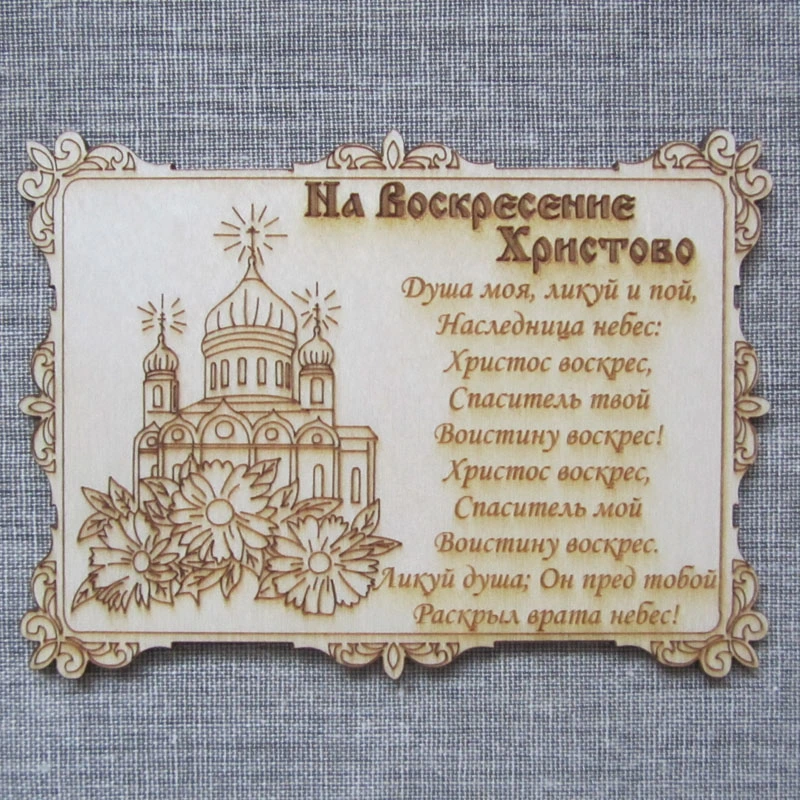 На Воскресение
Христово
Душа моя, ликуй и пой,
Наследница небес:
Христос воскрес,
Спаситель твой
Воистину воскрес!
Христос воскрес,
Спаситель мой
Воистину воскрес.
Ликуй душа; Он пред тобой
Раскрыл врата небес!